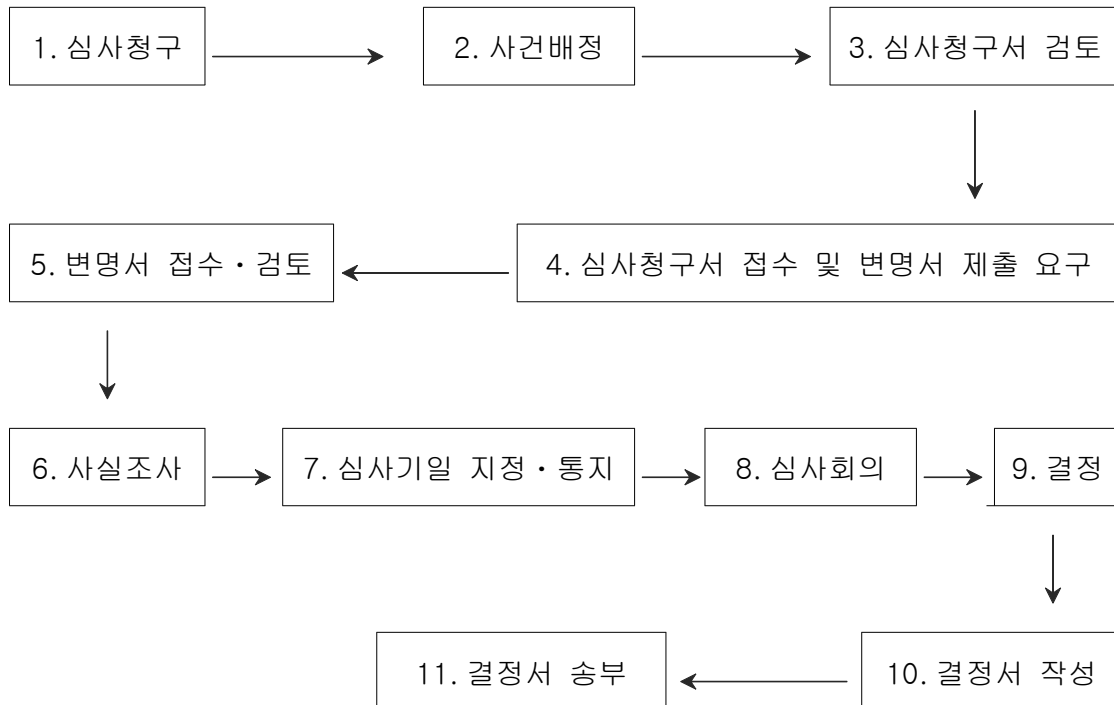 1. 심사청구
2. 사건배정
3. 심사청구서 검토
4. 심사청구서 접수 및 변명서 제출 요구
5. 변명서 접수・검토
6. 사실조사
7. 심사기일 지정・통지
8. 심사회의
9. 결정
10. 결정서 작성
11. 결정서 송부